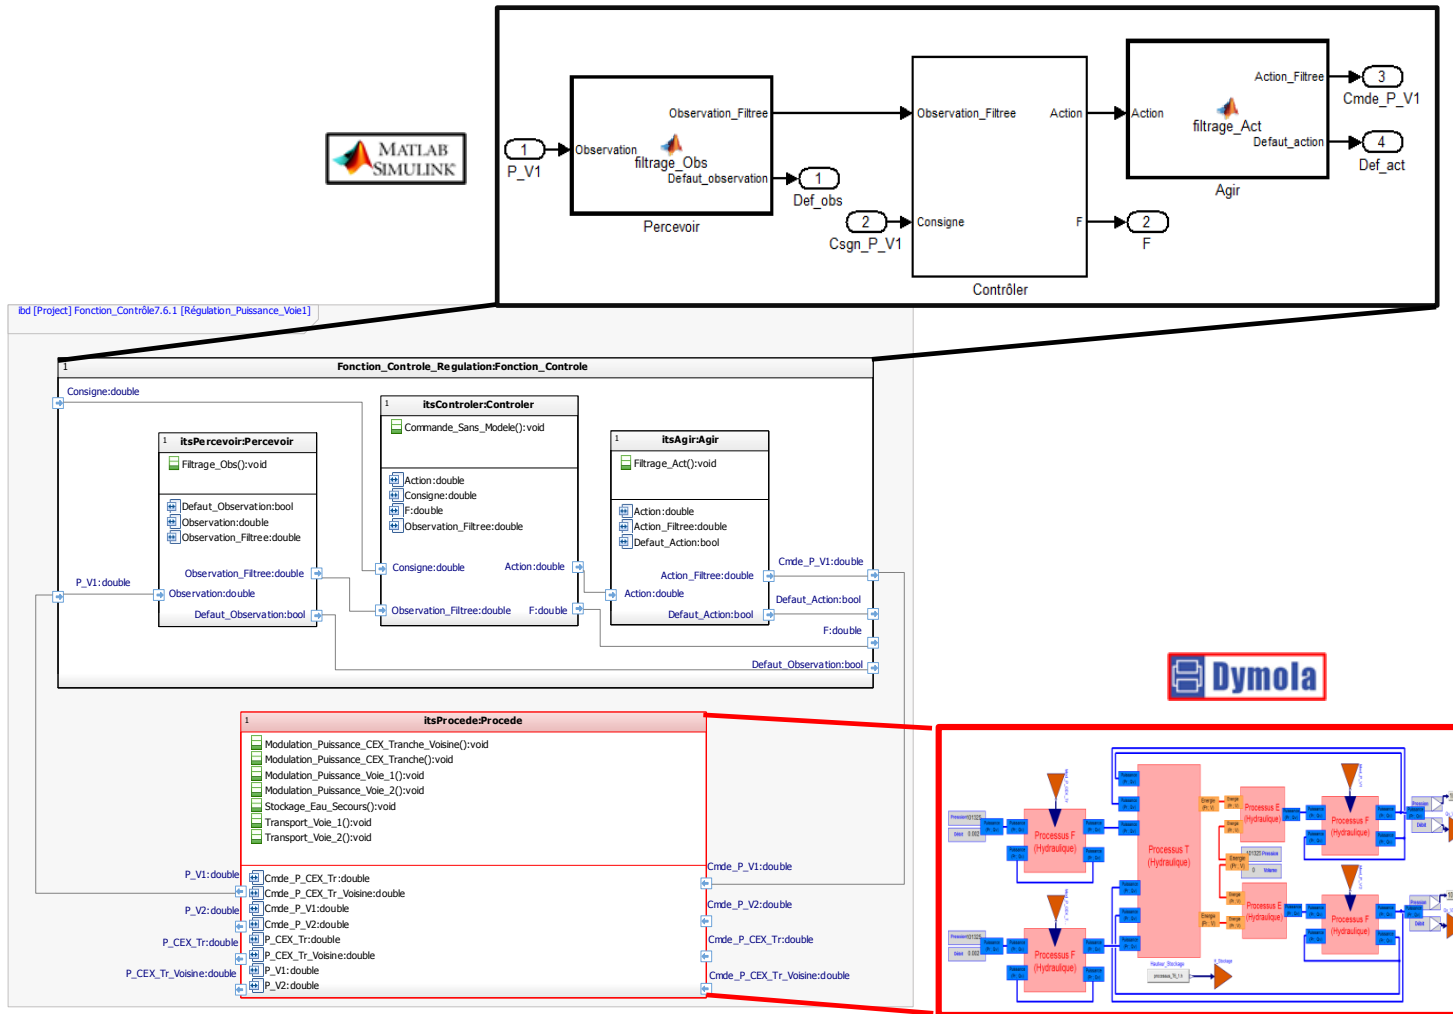 MATLAB
SIMULINK
1
P_V1
Observation
Observation_Filtree
filtrage_Obs
Defaut_observation
Percevoir
1
Def_obs
2
Csgn_P_V1
Observation_Filtree
Action
Consigne
F
Contrôler
2
F
Action
Action_Filtree
filtrage_Act
Defaut_action
Agir
3
Cmde_P_V1
4
Def_act
ibd [Project] Fonction_Contrôle7.6.1 [Régulation_Puissance_Voie1]
1
Fonction_Controle_Regulation:Fonction_Controle
Consigne:double
1
itsPercevoir:Percevoir
Filtrage_Obs():void
Defaut_Observation:bool
Observation:double
Observation_Filtree:double
Observation_Filtree:double
P_V1:double
Observation:double
Defaut_Observation:bool
1
itsControler:Controler
Commande_Sans_Modele():void
Action:double
Consigne:double
F:double
Observation_Filtree:double
Consigne:double
Action:double
Observation_Filtree:double
F:double
1
itsAgir:Agir
Filtrage_Act():void
Action:double
Action_Filtree:double
Defaut_Action:bool
Action_Filtree:double
Action:double
Defaut_Action:bool
Cmde_P_V1:double
Defaut_Action:bool
F:double
Defaut_Observation:bool
Dymola
1
itsProcede:Procede
Modulation_Puissance_CEX_Tranche_Voisine():void
Modulation_Puissance_CEX_Tranche():void
Modulation_Puissance_Voie_1():void
Modulation_Puissance_Voie_2():void
Stockage_Eau_Secours():void
Transport_Voie_1():void
Transport_Voie_2():void
Cmde_P_CEX_Tr:double
Cmde_P_CEX_Tr_Voisine:double
Cmde_P_V1:double
Cmde_P_V2:double
P_CEX_Tr:double
P_CEX_Tr_Voisine:double
P_V1:double
P_V2:double
P_V1:double
P_V2:double
P_CEX_Tr:double
P_CEX_Tr_Voisine:double
Cmde_P_V1:double
Cmde_P_V2:double
Cmde_P_CEX_Tr:double
Cmde_P_CEX_Tr_Voisine:double
Processus F
(Hydraulique)
Processus T
(Hydraulique)
Processus E
(Hydraulique)
Processus F
(Hydraulique)
Processus F
(Hydraulique)
Processus E
(Hydraulique)
Processus F
(Hydraulique)